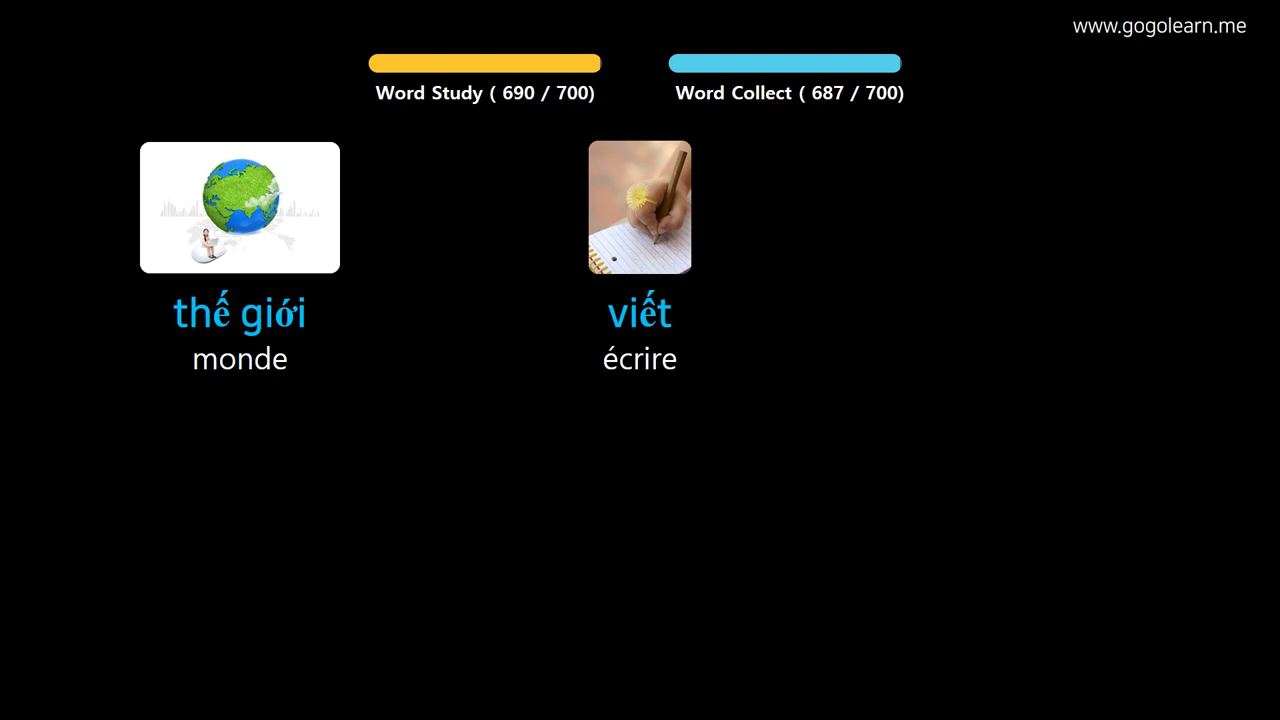 www.gogolearn.me
Word Study ( 690 / 700)
Word Collect ( 687 / 700)
thế giới
monde
viết
écrire